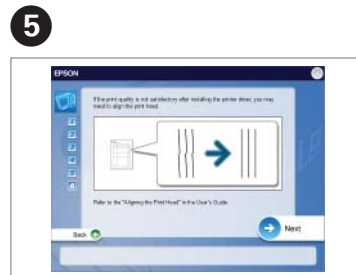 5
EPSON
If the print quality is not satisfactory after installing the printer driver, you may
need to align the print head.
Refer to the "Aligning the Print Head" in the User's Guide.
Back
Next